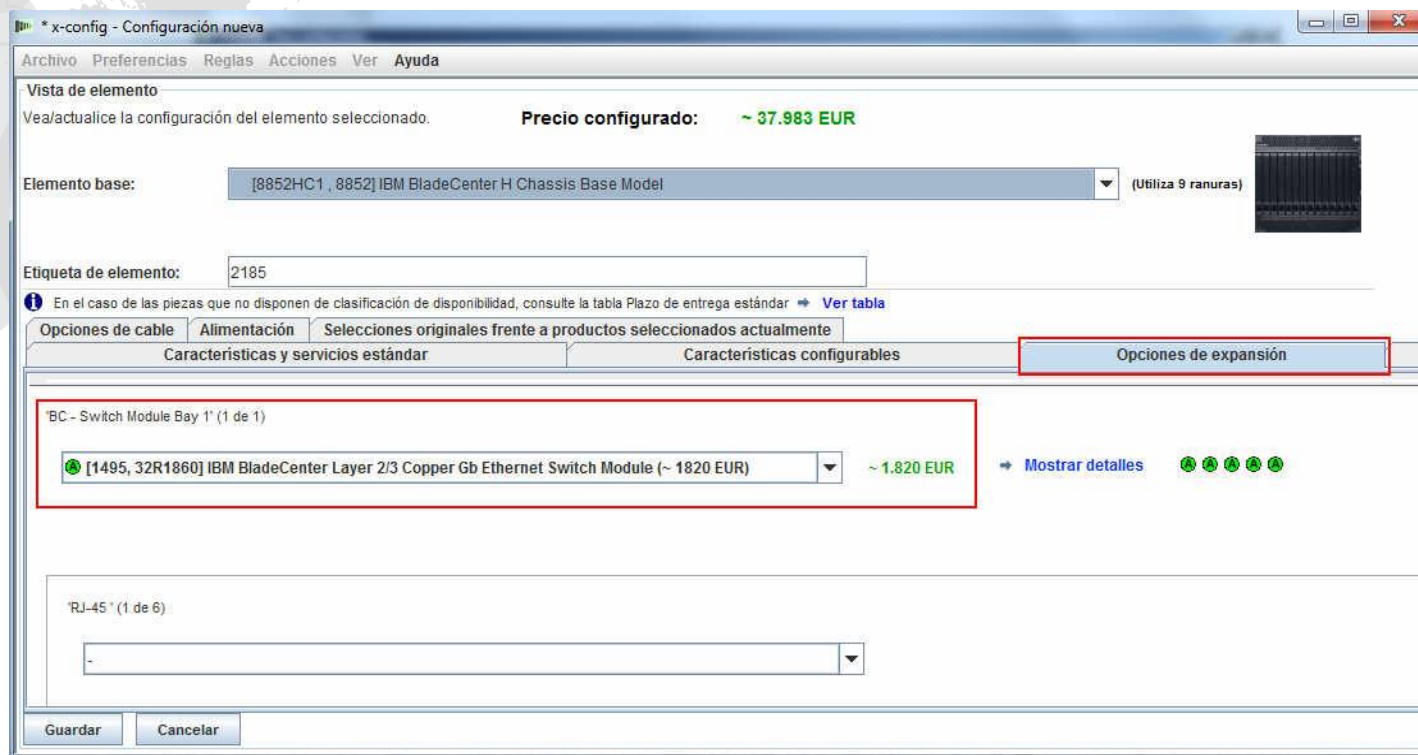 * x-config - Configuración nueva
Archivo Preferencias Reglas Acciones Ver Ayuda
Vista de elemento
Vea/actualice la configuración del elemento seleccionado. Precio configurado: ~ 37.983 EUR
Elemento base: [8852HC1 , 8852] IBM BladeCenter H Chassis Base Model (Utiliza 9 ranuras)
Etiqueta de elemento: 2185
En el caso de las piezas que no disponen de clasificación de disponibilidad, consulte la tabla Plazo de entrega estándar Ver tabla
Opciones de cable Alimentación Selecciones originales frente a productos seleccionados actualmente
Características y servicios estándar Características configurables Opciones de expansión
'BC - Switch Module Bay 1' (1 de 1)
A [1495, 32R1860] IBM BladeCenter Layer 2/3 Copper Gb Ethernet Switch Module (~ 1820 EUR) ~ 1.820 EUR Mostrar detalles A A A A A
'RJ-45 ' (1 de 6)
-
Guardar Cancelar